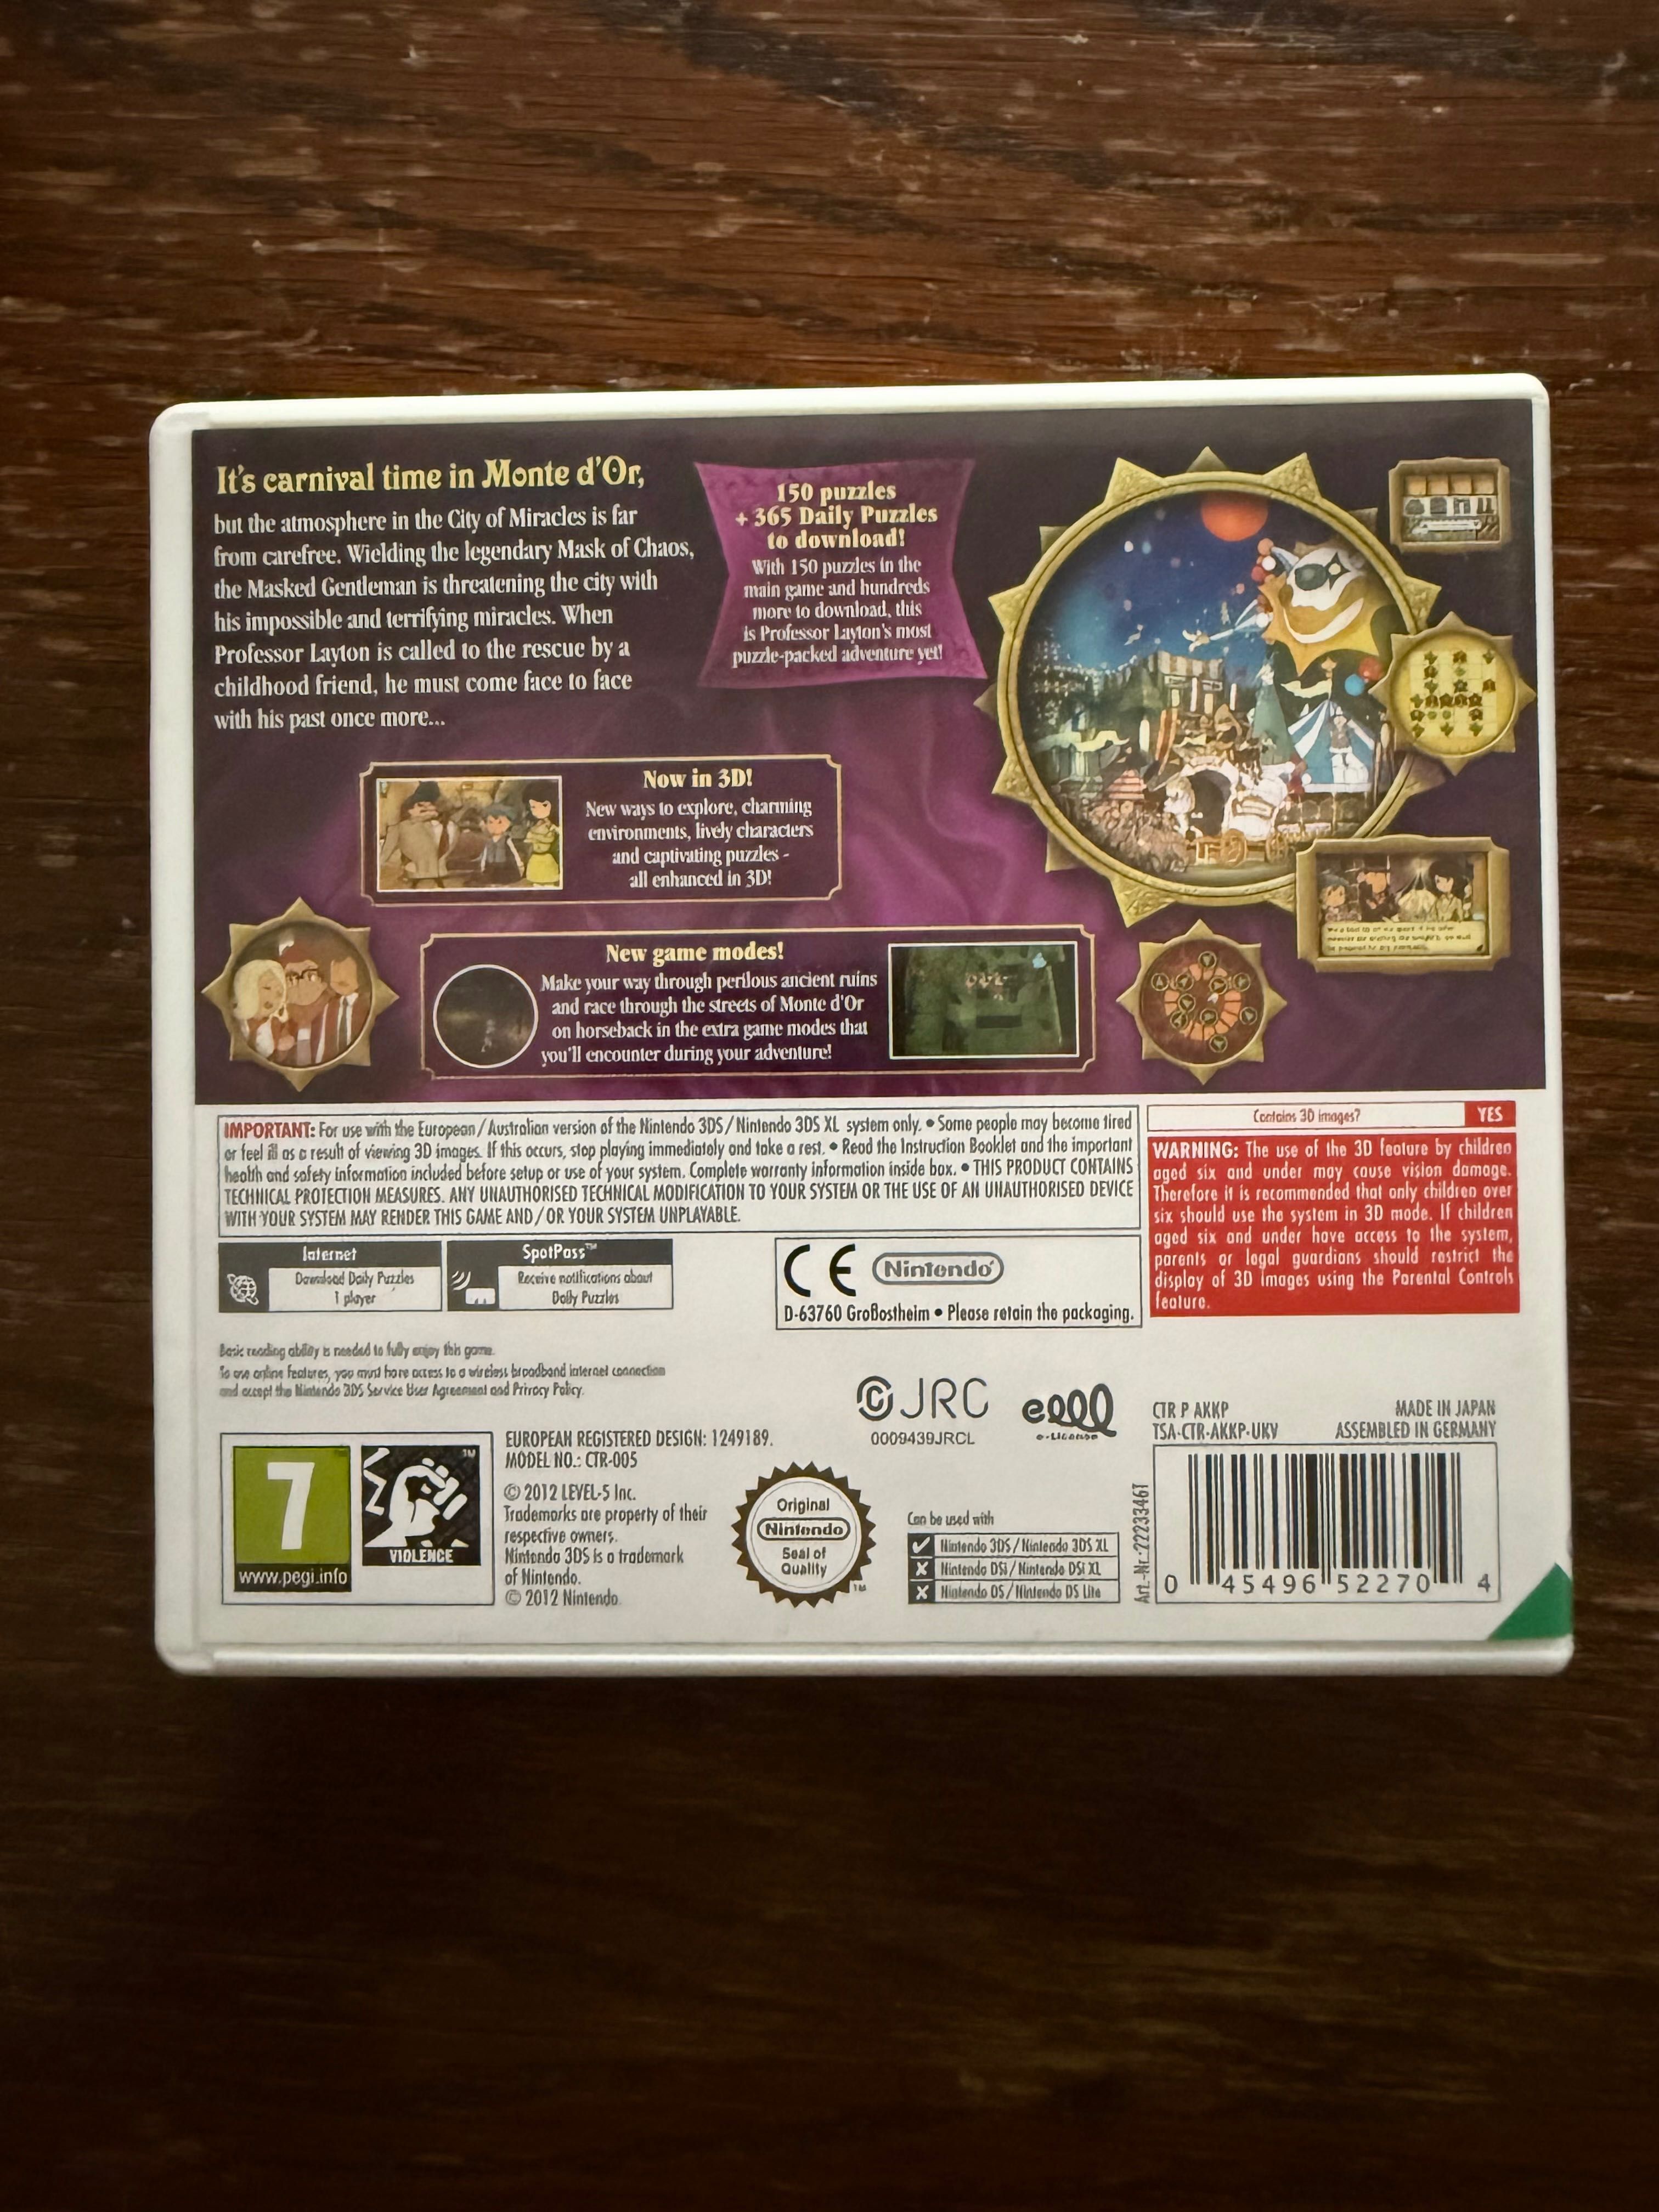 It's carnival time in Monte d'Or,
but the atmosphere in the City of Miracles is far
from carefree. Wielding the legendary Mask of Chaos,
the Masked Gentleman is threatening the city with
his impossible and terrifying miracles. When
Professor Layton is called to the rescue by a
childhood friend, he must come face to face
with his past once more...
150 puzzles
+ 365 Daily Puzzles
to download!
With 150 puzzles in the
main game and hundreds
more to download, this
is Professor Layton's most
puzzle-packed adventure yet!
Now in 3D!
New ways to explore, charming
environments, lively characters
and captivating puzzles -
all enhanced in 3D!
New game modes!
Make your way through perilous ancient ruins
and race through the streets of Monte d'Or
on horseback in the extra game modes that
you'll encounter during your adventure!
IMPORTANT: For use with the European/Australian version of the Nintendo 3DS/Nintendo 3DS XL system only. • Some people may become tired
or feel ill as a result of viewing 3D images. If this occurs, stop playing immediately and take a rest. • Read the Instruction Booklet and the important
health and safety information included before setup or use of your system. Complete warranty information inside box. • THIS PRODUCT CONTAINS
TECHNICAL PROTECTION MEASURES. ANY UNAUTHORISED TECHNICAL MODIFICATION TO YOUR SYSTEM OR THE USE OF AN UNAUTHORISED DEVICE
WITH YOUR SYSTEM MAY RENDER THIS GAME AND/OR YOUR SYSTEM UNPLAYABLE.
Contains 3D images? YES
WARNING: The use of the 3D feature by children
aged six and under may cause vision damage.
Therefore it is recommended that only children over
six should use the system in 3D mode. If children
aged six and under have access to the system,
parents or legal guardians should restrict the
display of 3D images using the Parental Controls
feature.
Internet
Download Daily Puzzles
1 player
SpotPass™
Receive notifications about
Daily Puzzles
CE Nintendo®
D-63760 Großostheim • Please retain the packaging.
Basic reading ability is needed to fully enjoy this game.
To use online features, you must have access to a wireless broadband internet connection
and accept the Nintendo 3DS Service User Agreement and Privacy Policy.
JRC
0009439JRCL
e-License
CTR P AKKP
TSA-CTR-AKKP-UKV
MADE IN JAPAN
ASSEMBLED IN GERMANY
7
www.pegi.info
VIOLENCE
™
EUROPEAN REGISTERED DESIGN: 1249189.
MODEL NO.: CTR-005
© 2012 LEVEL-5 Inc.
Trademarks are property of their
respective owners.
Nintendo 3DS is a trademark
of Nintendo.
© 2012 Nintendo.
Original
Nintendo
Seal of
Quality
™
Can be used with
Nintendo 3DS/Nintendo 3DS XL
Nintendo DSi/Nintendo DSi XL
Nintendo DS/Nintendo DS Lite
Art.-Nr.:2223346T
0 45496 52270 4